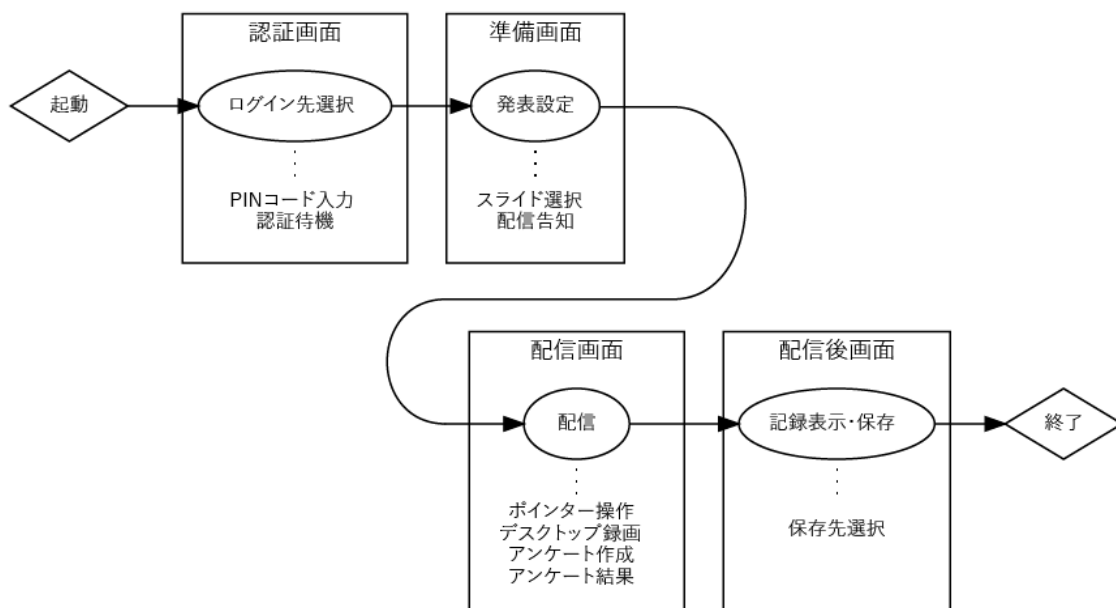 認証画面
準備画面
起動
ログイン先選択
発表設定
PINコード入力
認証待機
スライド選択
配信告知
配信画面
配信後画面
配信
記録表示・保存
終了
ポインター操作
デスクトップ録画
アンケート作成
アンケート結果
保存先選択